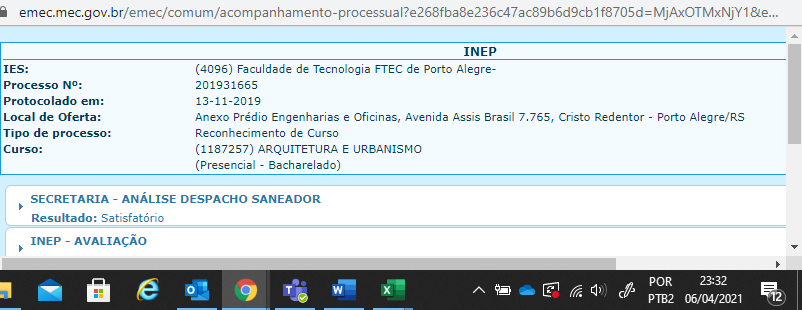 emec.mec.gov.br/emec/comum/acompanhamento-processual?e268fba8e236c47ac89b6d9cb1f8705d=MjAxOTMxNjY1&e...
INEP
IES: (4096) Faculdade de Tecnologia FTEC de Porto Alegre-
Processo Nº: 201931665
Protocolado em: 13-11-2019
Local de Oferta: Anexo Prédio Engenharias e Oficinas, Avenida Assis Brasil 7.765, Cristo Redentor - Porto Alegre/RS
Tipo de processo: Reconhecimento de Curso
Curso: (1187257) ARQUITETURA E URBANISMO
(Presencial - Bacharelado)
SECRETARIA - ANÁLISE DESPACHO SANEADOR
Resultado: Satisfatório
INEP - AVALIAÇÃO
POR 23:32
PTB2 06/04/2021
12